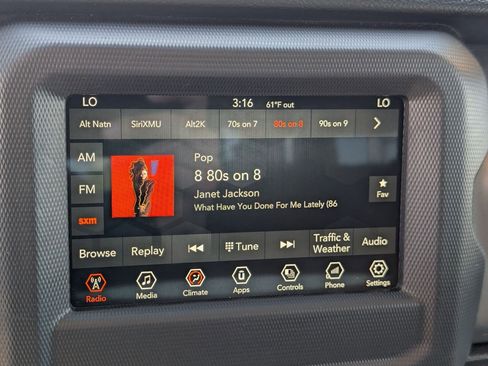 LO 3:16 61°F out LO
Alt Natn SiriXMU Alt2K 70s on 7 80s on 8 90s on 9
AM
Pop
8 80s on 8
FM
Janet Jackson
Fav
What Have You Done For Me Lately (86
sxm
Browse Replay Tune Traffic & Weather Audio
Radio Media Climate Apps Controls Phone Settings